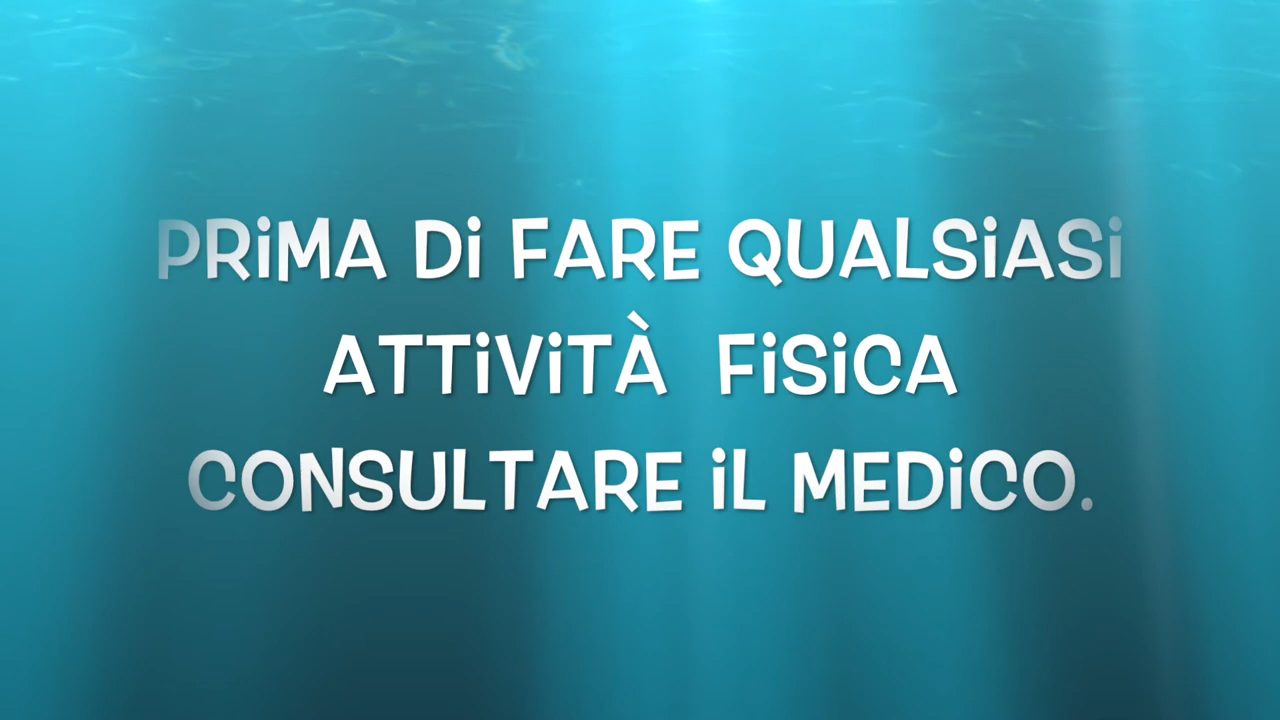 PRiMA Di FARE QUALSiASi
ATTiViTÀ FiSiCA
CONSULTARE iL MEDiCO.